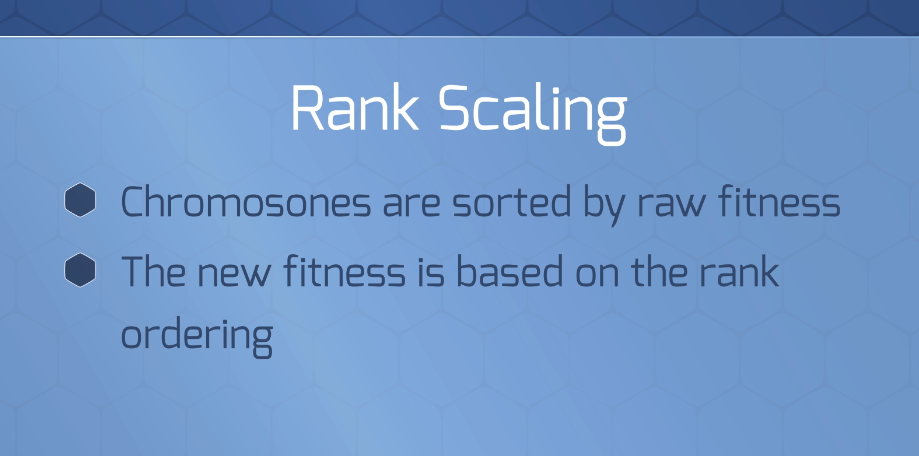 Rank Scaling
Chromosones are sorted by raw fitness
The new fitness is based on the rank
ordering